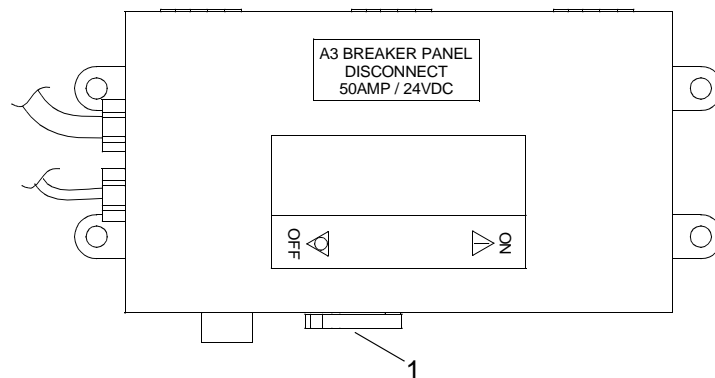 A3 BREAKER PANEL
DISCONNECT
50AMP / 24VDC
OFF
ON
1